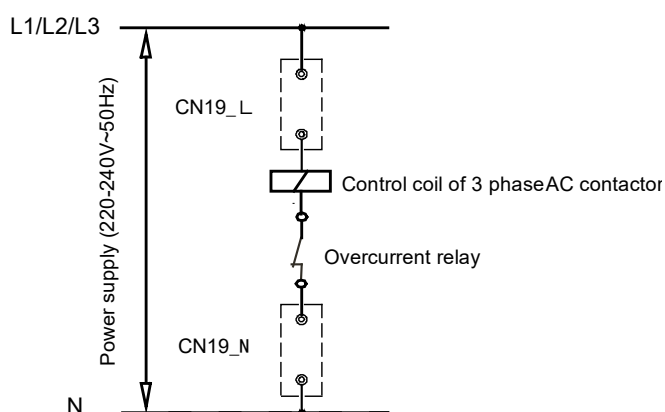 L1/L2/L3
CN19_L
Power supply (220-240V~50Hz)
Control coil of 3 phaseAC contactor
Overcurrent relay
CN19_N
N